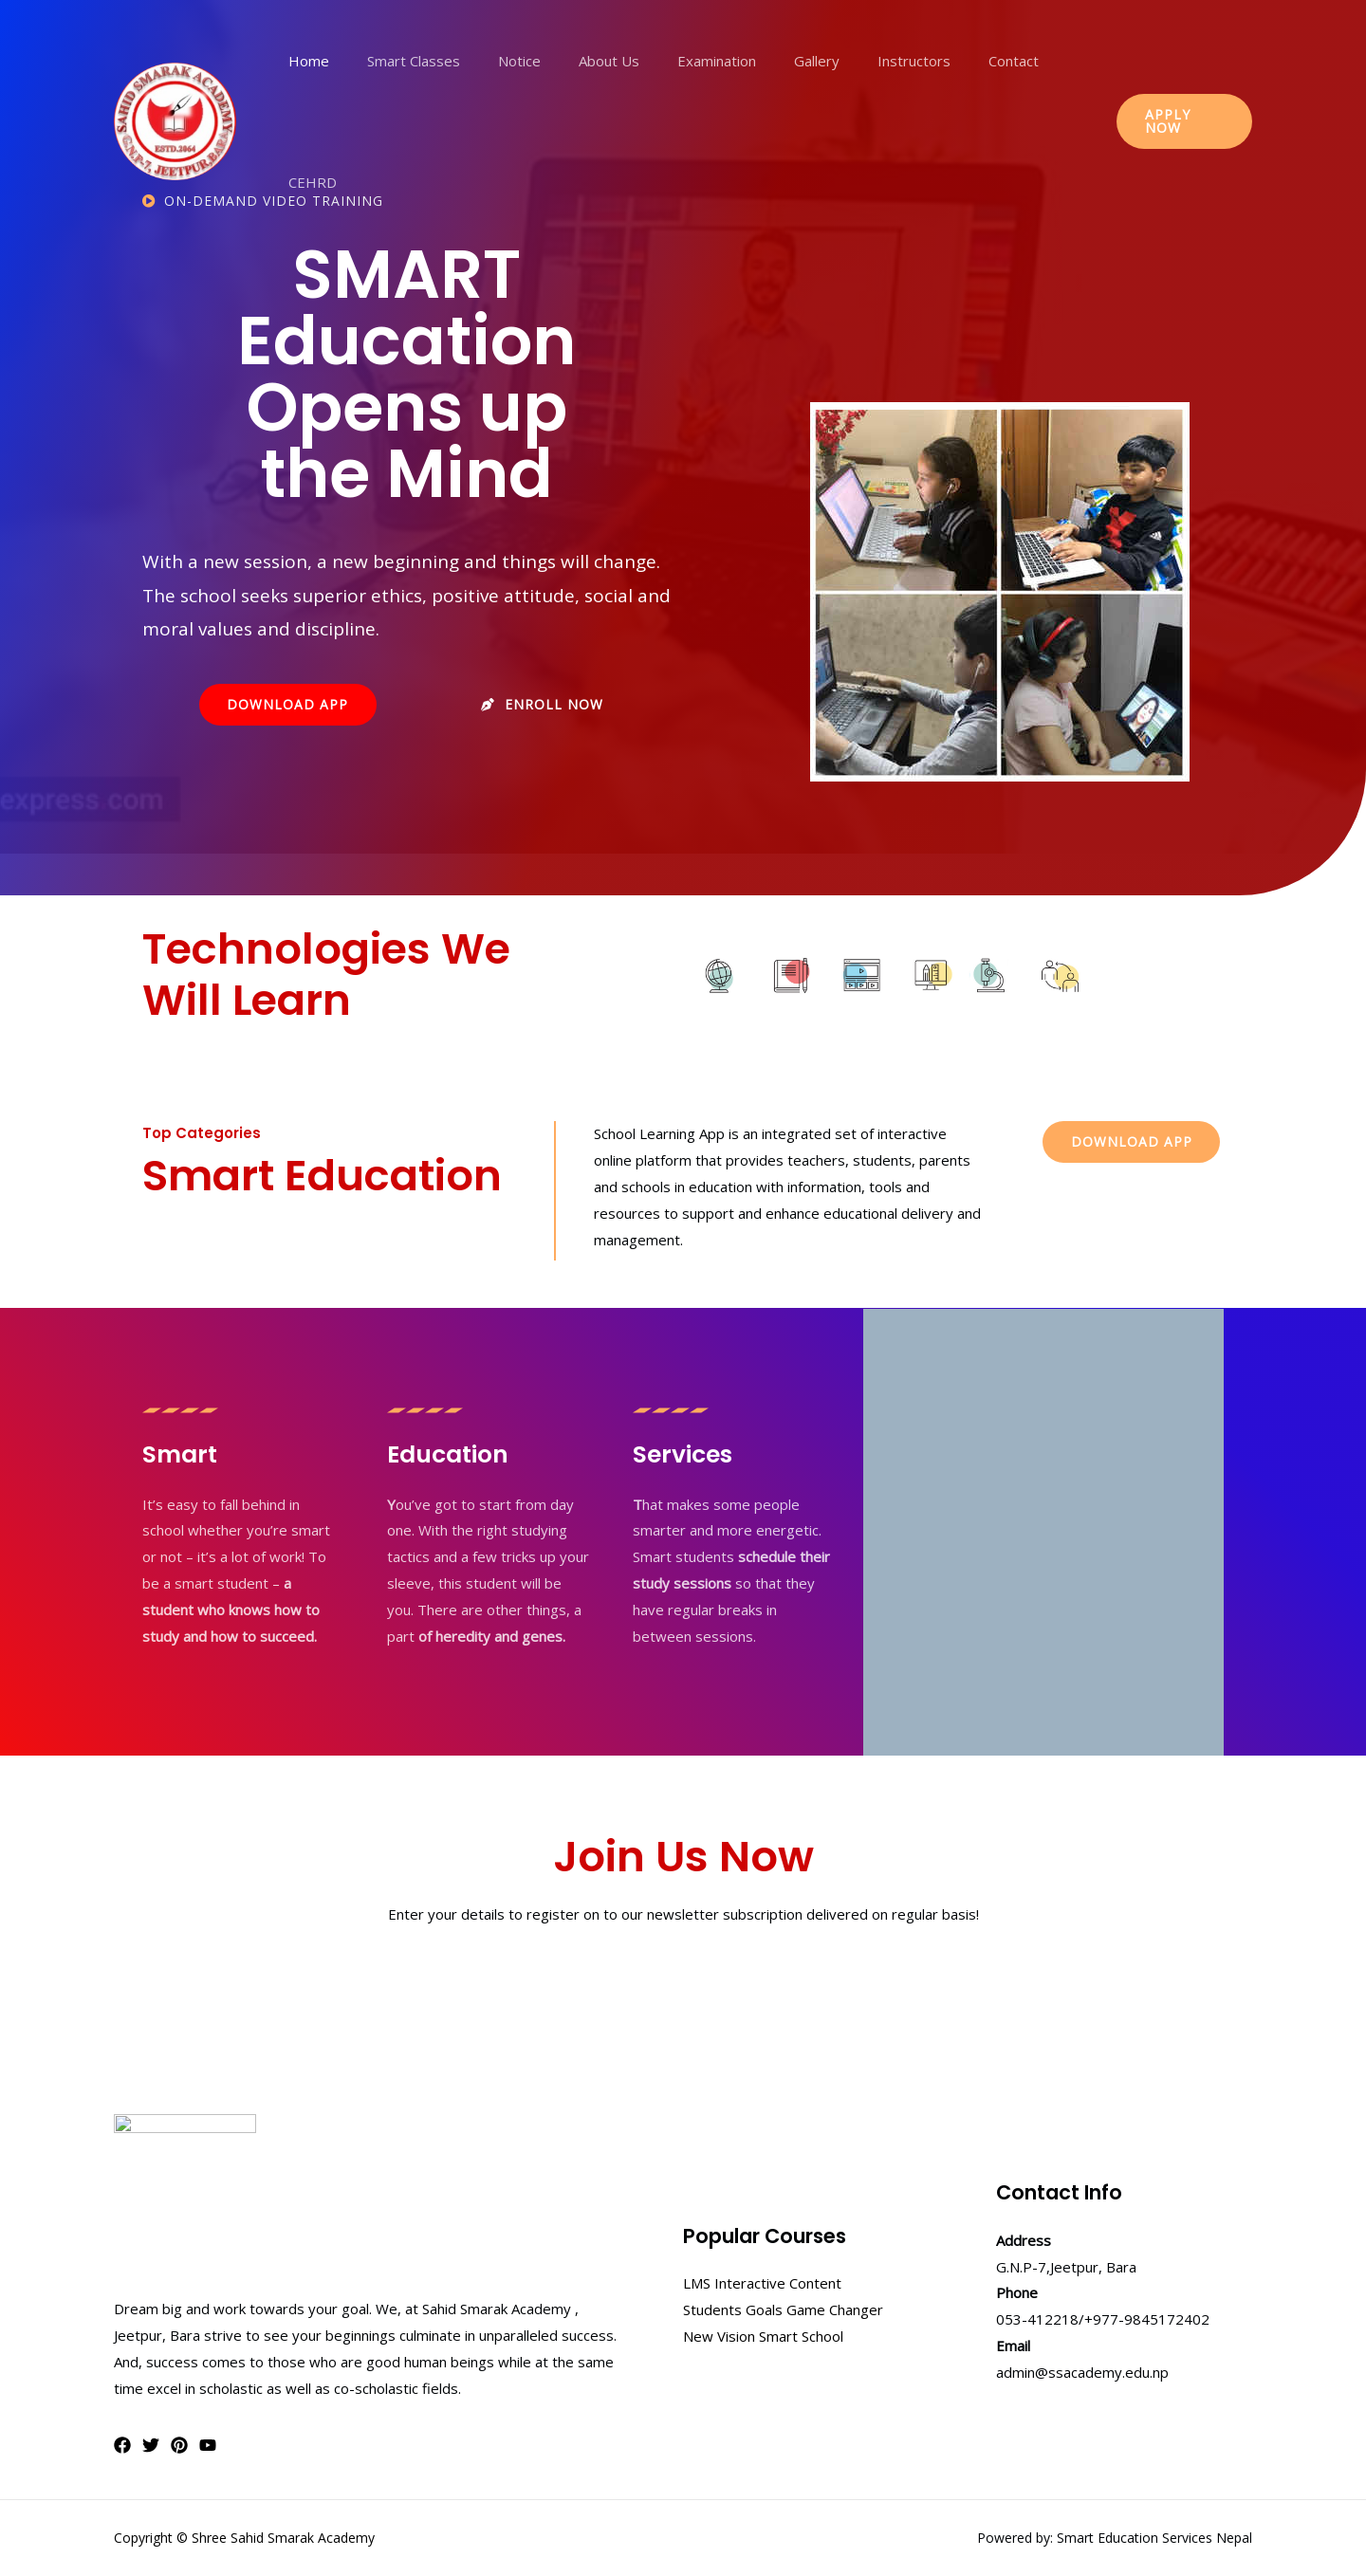 Home
Smart Classes
Notice
About Us
Examination
Gallery
Instructors
Contact
SAHID SMARAK ACADEMY
ESTD.2064
G.N.P-7, JEETPUR,BARA
APPLY
NOW
CEHRD
ON-DEMAND VIDEO TRAINING
SMART
Education
Opens up
the Mind
With a new session, a new beginning and things will change.
The school seeks superior ethics, positive attitude, social and
moral values and discipline.
DOWNLOAD APP
ENROLL NOW
express.com
Technologies We
Will Learn
Top Categories
Smart Education
School Learning App is an integrated set of interactive
online platform that provides teachers, students, parents
and schools in education with information, tools and
resources to support and enhance educational delivery and
management.
DOWNLOAD APP
Smart
It’s easy to fall behind in
school whether you’re smart
or not – it’s a lot of work! To
be a smart student – a
student who knows how to
study and how to succeed.
Education
You’ve got to start from day
one. With the right studying
tactics and a few tricks up your
sleeve, this student will be
you. There are other things, a
part of heredity and genes.
Services
That makes some people
smarter and more energetic.
Smart students schedule their
study sessions so that they
have regular breaks in
between sessions.
Join Us Now
Enter your details to register on to our newsletter subscription delivered on regular basis!
Dream big and work towards your goal. We, at Sahid Smarak Academy ,
Jeetpur, Bara strive to see your beginnings culminate in unparalleled success.
And, success comes to those who are good human beings while at the same
time excel in scholastic as well as co-scholastic fields.
Popular Courses
LMS Interactive Content
Students Goals Game Changer
New Vision Smart School
Contact Info
Address
G.N.P-7,Jeetpur, Bara
Phone
053-412218/+977-9845172402
Email
admin@ssacademy.edu.np
Copyright © Shree Sahid Smarak Academy
Powered by: Smart Education Services Nepal